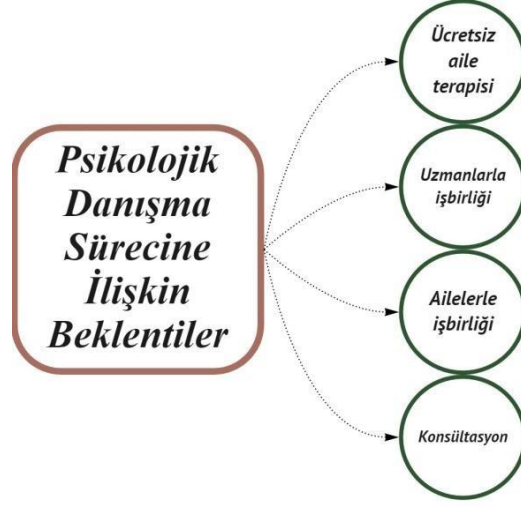 Psikolojik
Danışma
Sürecine
İlişkin
Beklentiler
Ücretsiz
aile
terapisi
Uzmanlarla
işbirliği
Ailelerle
işbirliği
Konsültasyon